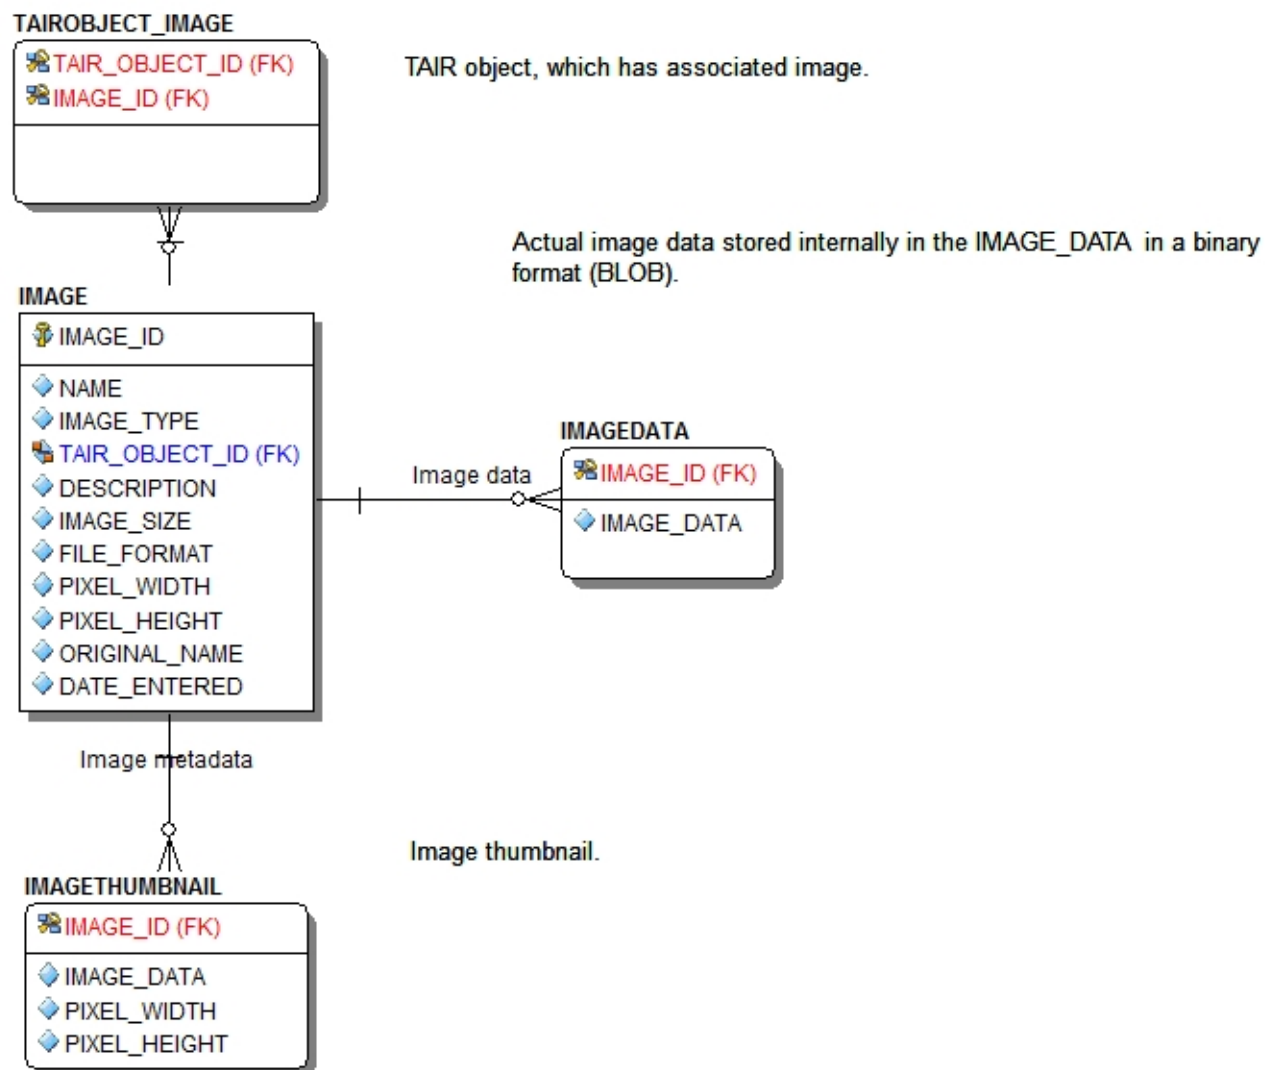 TAIROBJECT_IMAGE
TAIR_OBJECT_ID (FK)
IMAGE_ID (FK)
TAIR object, which has associated image.
Actual image data stored internally in the IMAGE_DATA in a binary
format (BLOB).
IMAGE
IMAGE_ID
NAME
IMAGE_TYPE
TAIR_OBJECT_ID (FK)
DESCRIPTION
IMAGE_SIZE
FILE_FORMAT
PIXEL_WIDTH
PIXEL_HEIGHT
ORIGINAL_NAME
DATE_ENTERED
Image data
IMAGEDATA
IMAGE_ID (FK)
IMAGE_DATA
Image metadata
Image thumbnail.
IMAGETHUMBNAIL
IMAGE_ID (FK)
IMAGE_DATA
PIXEL_WIDTH
PIXEL_HEIGHT